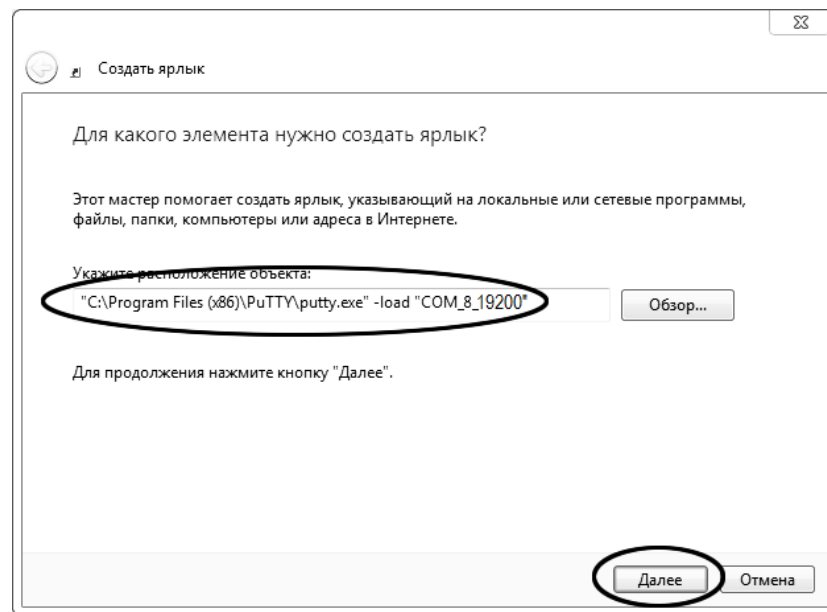 Создать ярлык
Для какого элемента нужно создать ярлык?
Этот мастер помогает создать ярлык, указывающий на локальные или сетевые программы,
файлы, папки, компьютеры или адреса в Интернете.
Укажите расположение объекта:
"C:\Program Files (x86)\PuTTY\putty.exe" -load "COM_8_19200"
Обзор...
Для продолжения нажмите кнопку "Далее".
Далее
Отмена